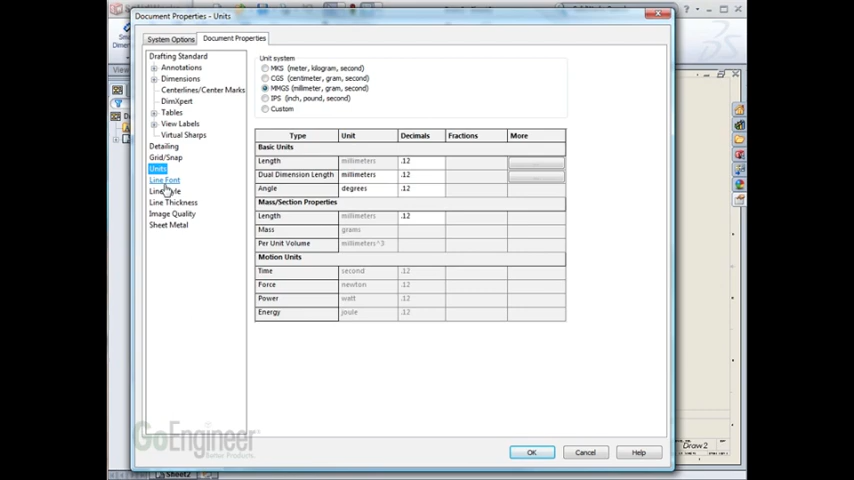 Document Properties - Units
System Options
Document Properties
Drafting Standard
Annotations
Dimensions
Centerlines/Center Marks
DimXpert
Tables
View Labels
Virtual Sharps
Detailing
Grid/Snap
Units
Line Font
Line Style
Line Thickness
Image Quality
Sheet Metal
Unit system
MKS (meter, kilogram, second)
CGS (centimeter, gram, second)
MMGS (millimeter, gram, second)
IPS (inch, pound, second)
Custom
Type Unit Decimals Fractions More
Basic Units
Length millimeters .12
Dual Dimension Length millimeters .12
Angle degrees .12
Mass/Section Properties
Length millimeters .12
Mass grams
Per Unit Volume millimeters^3
Motion Units
Time second .12
Force newton .12
Power watt .12
Energy joule .12
GoEngineer
OK
Cancel
Help
Draw2
Sheet2